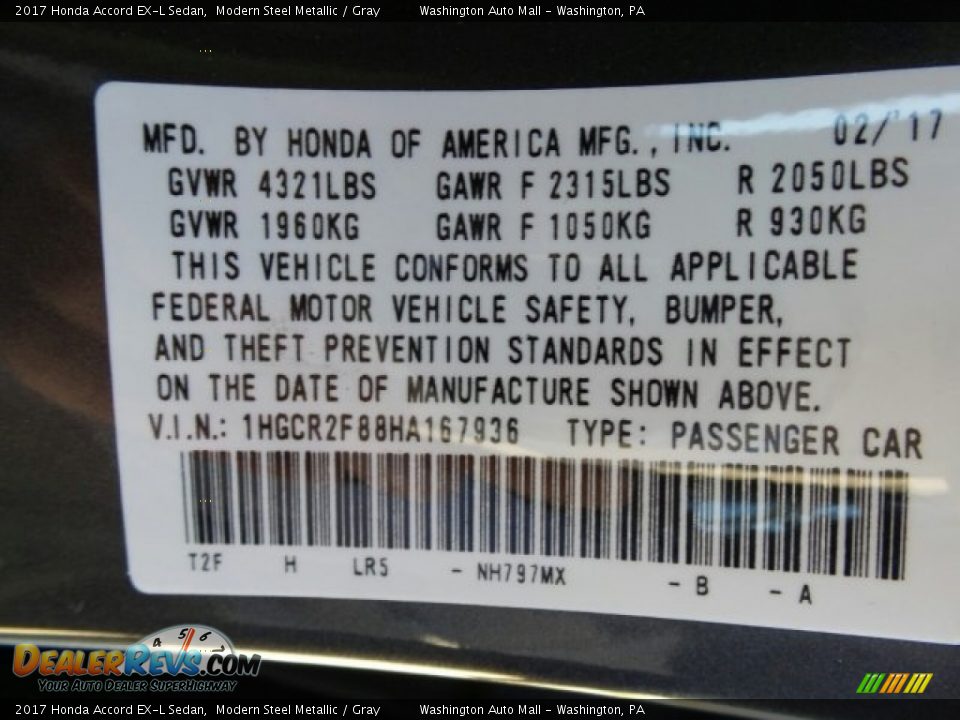 2017 Honda Accord EX-L Sedan, Modern Steel Metallic / Gray Washington Auto Mall - Washington, PA
MFD. BY HONDA OF AMERICA MFG., INC. 02/'17
GVWR 4321LBS GAWR F 2315LBS R 2050LBS
GVWR 1960KG GAWR F 1050KG R 930KG
THIS VEHICLE CONFORMS TO ALL APPLICABLE
FEDERAL MOTOR VEHICLE SAFETY, BUMPER,
AND THEFT PREVENTION STANDARDS IN EFFECT
ON THE DATE OF MANUFACTURE SHOWN ABOVE.
V.I.N.: 1HGCR2F88HA167936 TYPE: PASSENGER CAR
T2F H LR5 - NH797MX - B - A
4 5 6 7
DEALERREVS.COM
YOUR AUTO DEALER SUPERHIGHWAY
2017 Honda Accord EX-L Sedan, Modern Steel Metallic / Gray Washington Auto Mall - Washington, PA